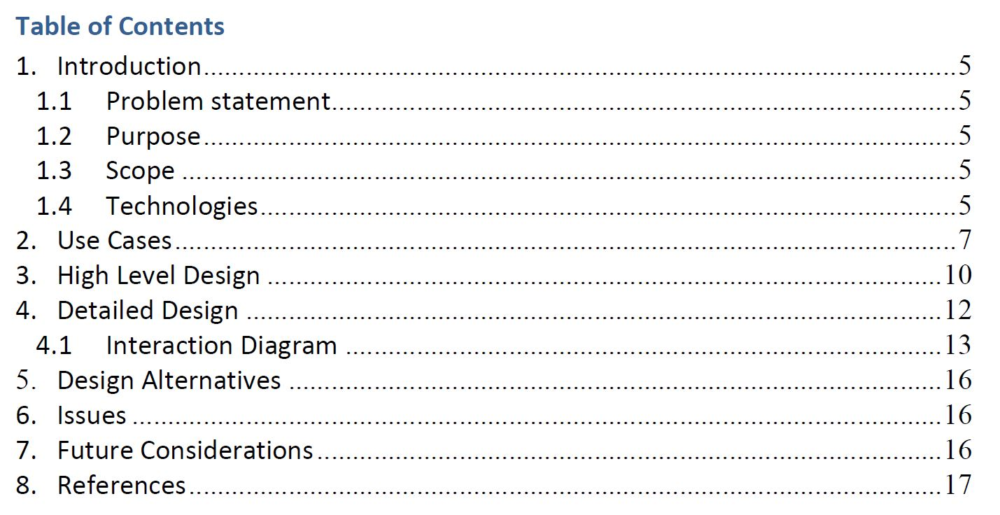 Table of Contents
1. Introduction.....................................................................................................5
1.1 Problem statement....................................................................................5
1.2 Purpose.....................................................................................................5
1.3 Scope ........................................................................................................5
1.4 Technologies..............................................................................................5
2. Use Cases.........................................................................................................7
3. High Level Design ..........................................................................................10
4. Detailed Design .............................................................................................12
4.1 Interaction Diagram ................................................................................13
5. Design Alternatives .......................................................................................16
6. Issues ............................................................................................................16
7. Future Considerations...................................................................................16
8. References.....................................................................................................17